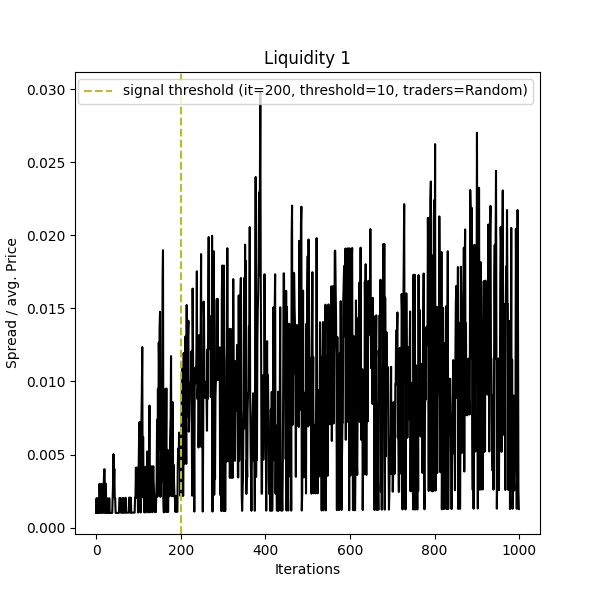 Liquidity 1
signal threshold (it=200, threshold=10, traders=Random)
0.030
0.025
0.020
0.015
0.010
0.005
0.000
Spread / avg. Price
0 200 400 600 800 1000
Iterations